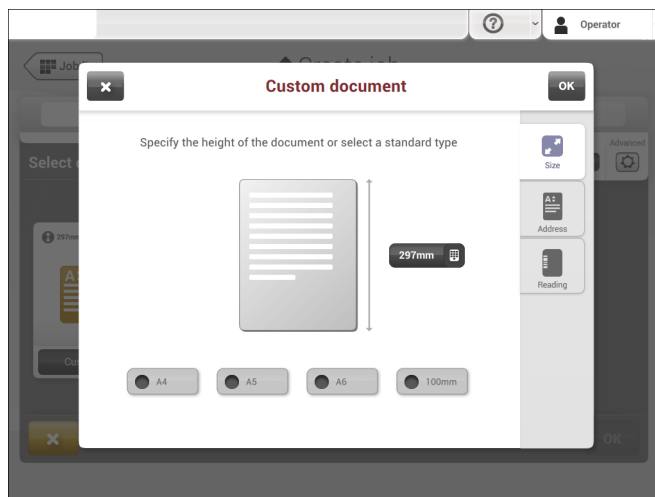 Operator
Job
Create job
Custom document
OK
Specify the height of the document or select a standard type
Size
Advanced
Select
Address
297mm
297mm
Reading
A4
A5
A6
100mm
OK